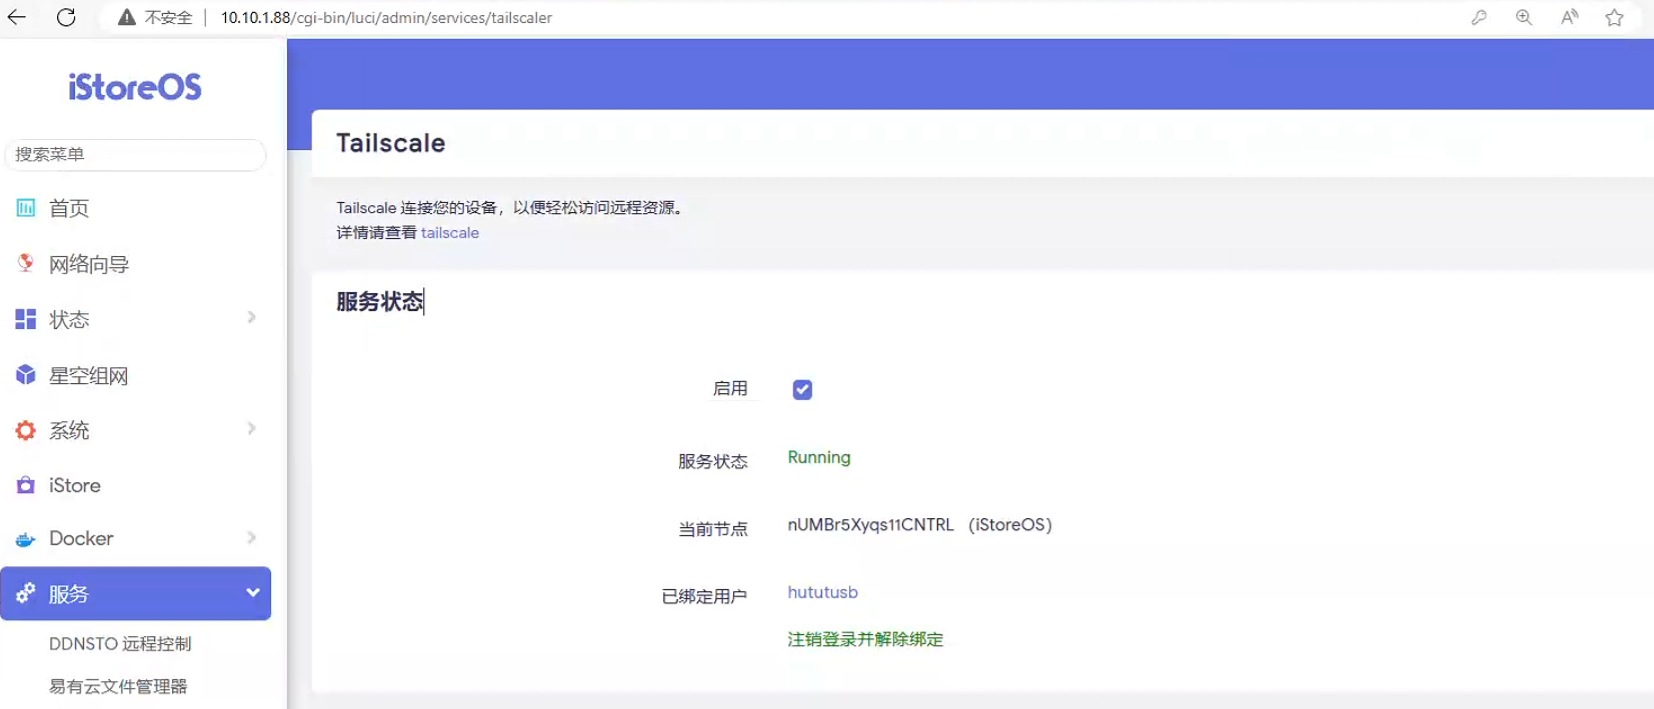 不安全 10.10.1.88/cgi-bin/luci/admin/services/tailscaler
iStoreOS
搜索菜单
首页
网络向导
状态
星空组网
系统
iStore
Docker
服务
DDNSTO 远程控制
易有云文件管理器
Tailscale
Tailscale 连接您的设备，以便轻松访问远程资源。
详情请查看 tailscale
服务状态
启用
服务状态 Running
当前节点 nUMBr5Xyqs11CNTRL （iStoreOS）
已绑定用户 hututusb
注销登录并解除绑定